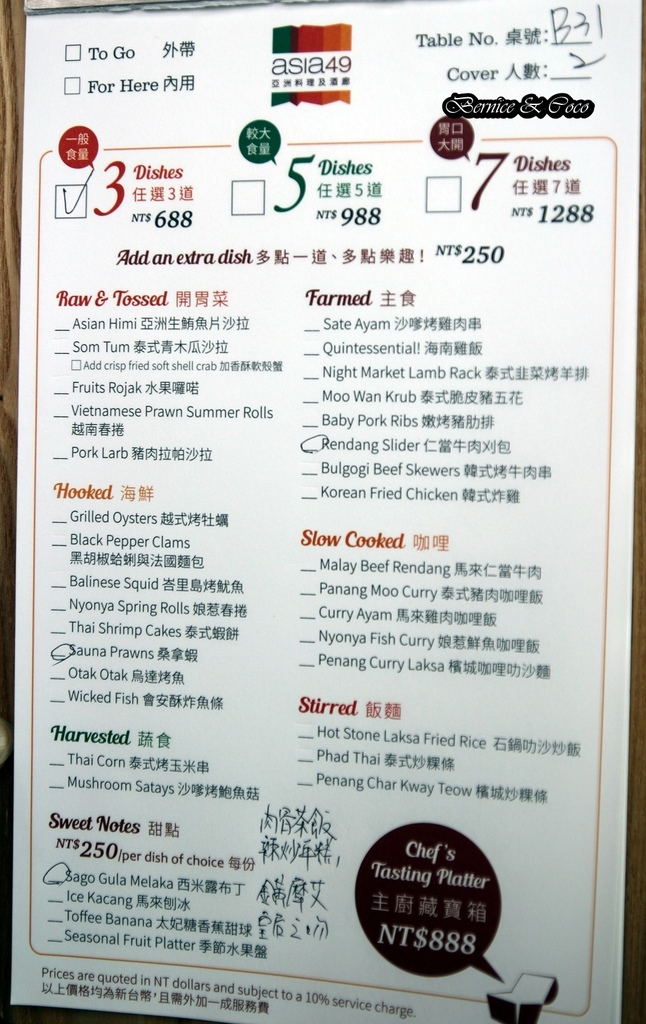 To Go 外帶
For Here 內用
asia49
亞洲料理及酒廊
Table No. 桌號: B31
Cover 人數: 2
Bernice & Coco
一般食量
3 Dishes
任選3道
NT$ 688
較大食量
5 Dishes
任選5道
NT$ 988
胃口大開
7 Dishes
任選7道
NT$ 1288
Add an extra dish 多點一道、多點樂趣! NT$250
Raw & Tossed 開胃菜
Asian Himi 亞洲生鮪魚片沙拉
Som Tum 泰式青木瓜沙拉
Add crisp fried soft shell crab 加香酥軟殼蟹
Fruits Rojak 水果囉喏
Vietnamese Prawn Summer Rolls
越南春捲
Pork Larb 豬肉拉帕沙拉
Hooked 海鮮
Grilled Oysters 越式烤牡蠣
Black Pepper Clams
黑胡椒蛤蜊與法國麵包
Balinese Squid 峇里島烤魷魚
Nyonya Spring Rolls 娘惹春捲
Thai Shrimp Cakes 泰式蝦餅
Sauna Prawns 桑拿蝦
Otak Otak 烏達烤魚
Wicked Fish 會安酥炸魚條
Harvested 蔬食
Thai Corn 泰式烤玉米串
Mushroom Satays 沙嗲烤鮑魚菇
Sweet Notes 甜點
NT$250/per dish of choice 每份
Sago Gula Melaka 西米露布丁
Ice Kacang 馬來刨冰
Toffee Banana 太妃糖香蕉甜球
Seasonal Fruit Platter 季節水果盤
Farmed 主食
Sate Ayam 沙嗲烤雞肉串
Quintessential! 海南雞飯
Night Market Lamb Rack 泰式韭菜烤羊排
Moo Wan Krub 泰式脆皮豬五花
Baby Pork Ribs 嫩烤豬肋排
Rendang Slider 仁當牛肉刈包
Bulgogi Beef Skewers 韓式烤牛肉串
Korean Fried Chicken 韓式炸雞
Slow Cooked 咖哩
Malay Beef Rendang 馬來仁當牛肉
Panang Moo Curry 泰式豬肉咖哩飯
Curry Ayam 馬來雞肉咖哩飯
Nyonya Fish Curry 娘惹鮮魚咖哩飯
Penang Curry Laksa 檳城咖哩叻沙麵
Stirred 飯麵
Hot Stone Laksa Fried Rice 石鍋叻沙炒飯
Phad Thai 泰式炒粿條
Penang Char Kway Teow 檳城炒粿條
肉骨茶飯
辣炒年糕,
摩艾
皇后之吻
Chef's
Tasting Platter
主廚藏寶箱
NT$888
Prices are quoted in NT dollars and subject to a 10% service charge.
以上價格均為新台幣,且需外加一成服務費